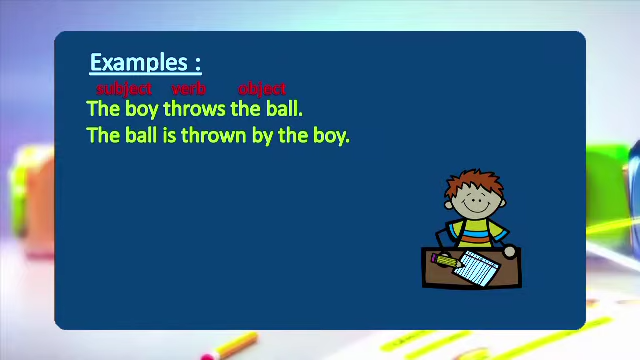 Examples :
subject verb object
The boy throws the ball.
The ball is thrown by the boy.